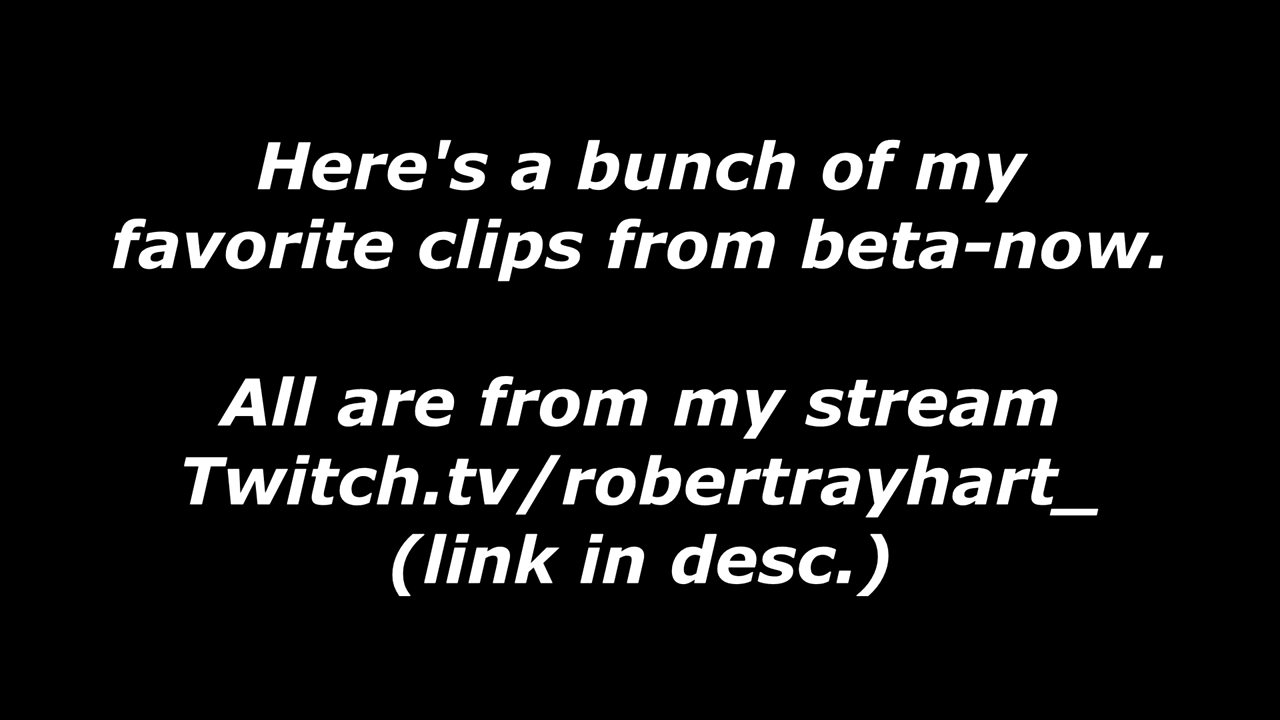 Here's a bunch of my
favorite clips from beta-now.
All are from my stream
Twitch.tv/robertrayhart_
(link in desc.)